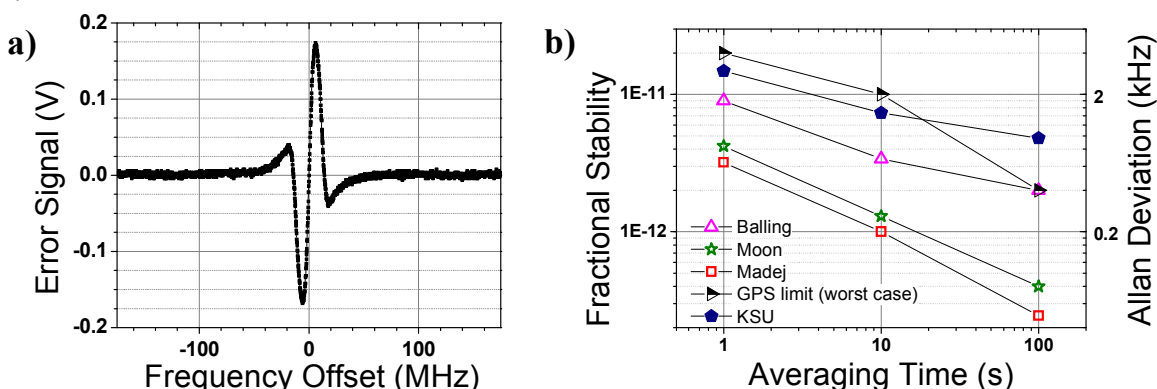 a)
Error Signal (V)
0.2
0.1
0.0
-0.1
-0.2
-100
0
100
Frequency Offset (MHz)
b)
Fractional Stability
1E-11
1E-12
Balling
Moon
Madej
GPS limit (worst case)
KSU
1
10
100
Averaging Time (s)
2
0.2
Allan Deviation (kHz)